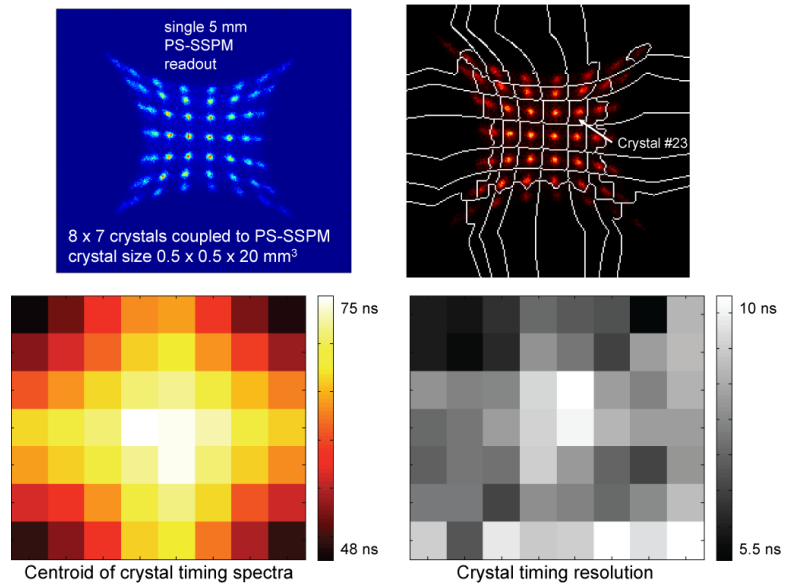 single 5 mm
PS-SSPM
readout
8 x 7 crystals coupled to PS-SSPM
crystal size 0.5 x 0.5 x 20 mm³
Crystal #23
75 ns
48 ns
Centroid of crystal timing spectra
10 ns
5.5 ns
Crystal timing resolution